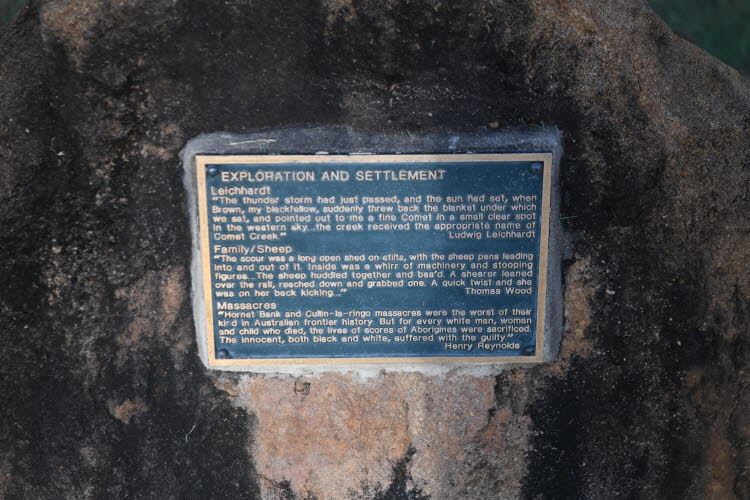 EXPLORATION AND SETTLEMENT
Leichhardt
"The thunder storm had just passed, and the sun had set, when
Brown, my blackfellow, suddenly threw back the blanket under which
we sat, and pointed out to me a fine Comet in a small clear spot
in the western sky...the creek received the appropriate name of
Comet Creek."
Ludwig Leichhardt
Family/Sheep
"The scour was a long open shed on stilts, with the sheep pens leading
into and out of it. Inside was a whirr of machinery and stooping
figures...The sheep huddled together and baa'd. A shearer leaned
over the rail, reached down and grabbed one. A quick twist and she
was on her back kicking..."
Thomas Wood
Massacres
"Hornet Bank and Cullin-la-ringo massacres were the worst of their
kind in Australian frontier history. But for every white man, woman
and child who died, the lives of scores of Aborigines were sacrificed.
The innocent, both black and white, suffered with the guilty."
Henry Reynolds